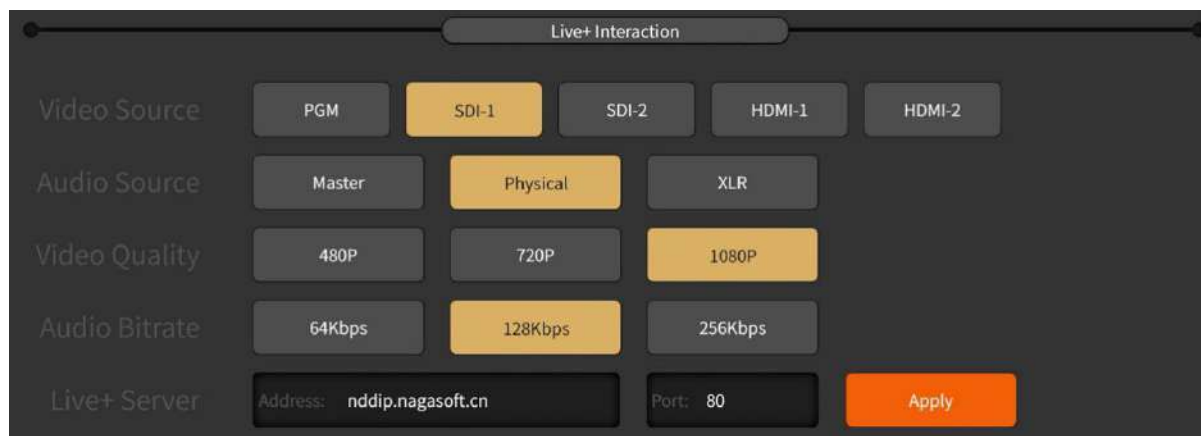 Live+ Interaction
Video Source PGM SDI-1 SDI-2 HDMI-1 HDMI-2
Audio Source Master Physical XLR
Video Quality 480P 720P 1080P
Audio Bitrate 64Kbps 128Kbps 256Kbps
Live+ Server Address: nddip.nagasoft.cn Port: 80 Apply